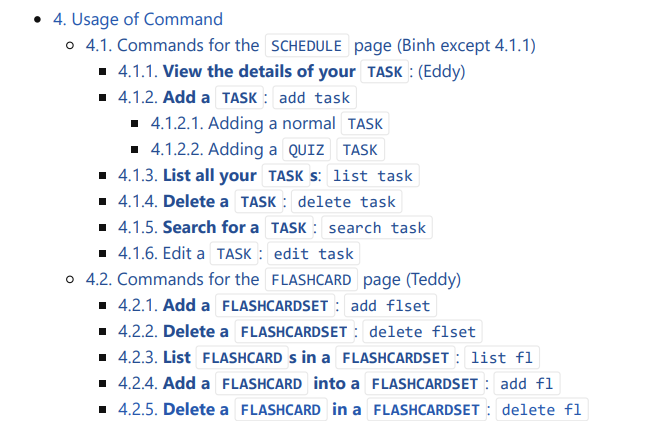 4. Usage of Command
4.1. Commands for the SCHEDULE page (Binh except 4.1.1)
4.1.1. View the details of your TASK: (Eddy)
4.1.2. Add a TASK: add task
4.1.2.1. Adding a normal TASK
4.1.2.2. Adding a QUIZ TASK
4.1.3. List all your TASK s: list task
4.1.4. Delete a TASK: delete task
4.1.5. Search for a TASK: search task
4.1.6. Edit a TASK: edit task
4.2. Commands for the FLASHCARD page (Teddy)
4.2.1. Add a FLASHCARDSET: add flset
4.2.2. Delete a FLASHCARDSET: delete flset
4.2.3. List FLASHCARD s in a FLASHCARDSET: list fl
4.2.4. Add a FLASHCARD into a FLASHCARDSET: add fl
4.2.5. Delete a FLASHCARD in a FLASHCARDSET: delete fl